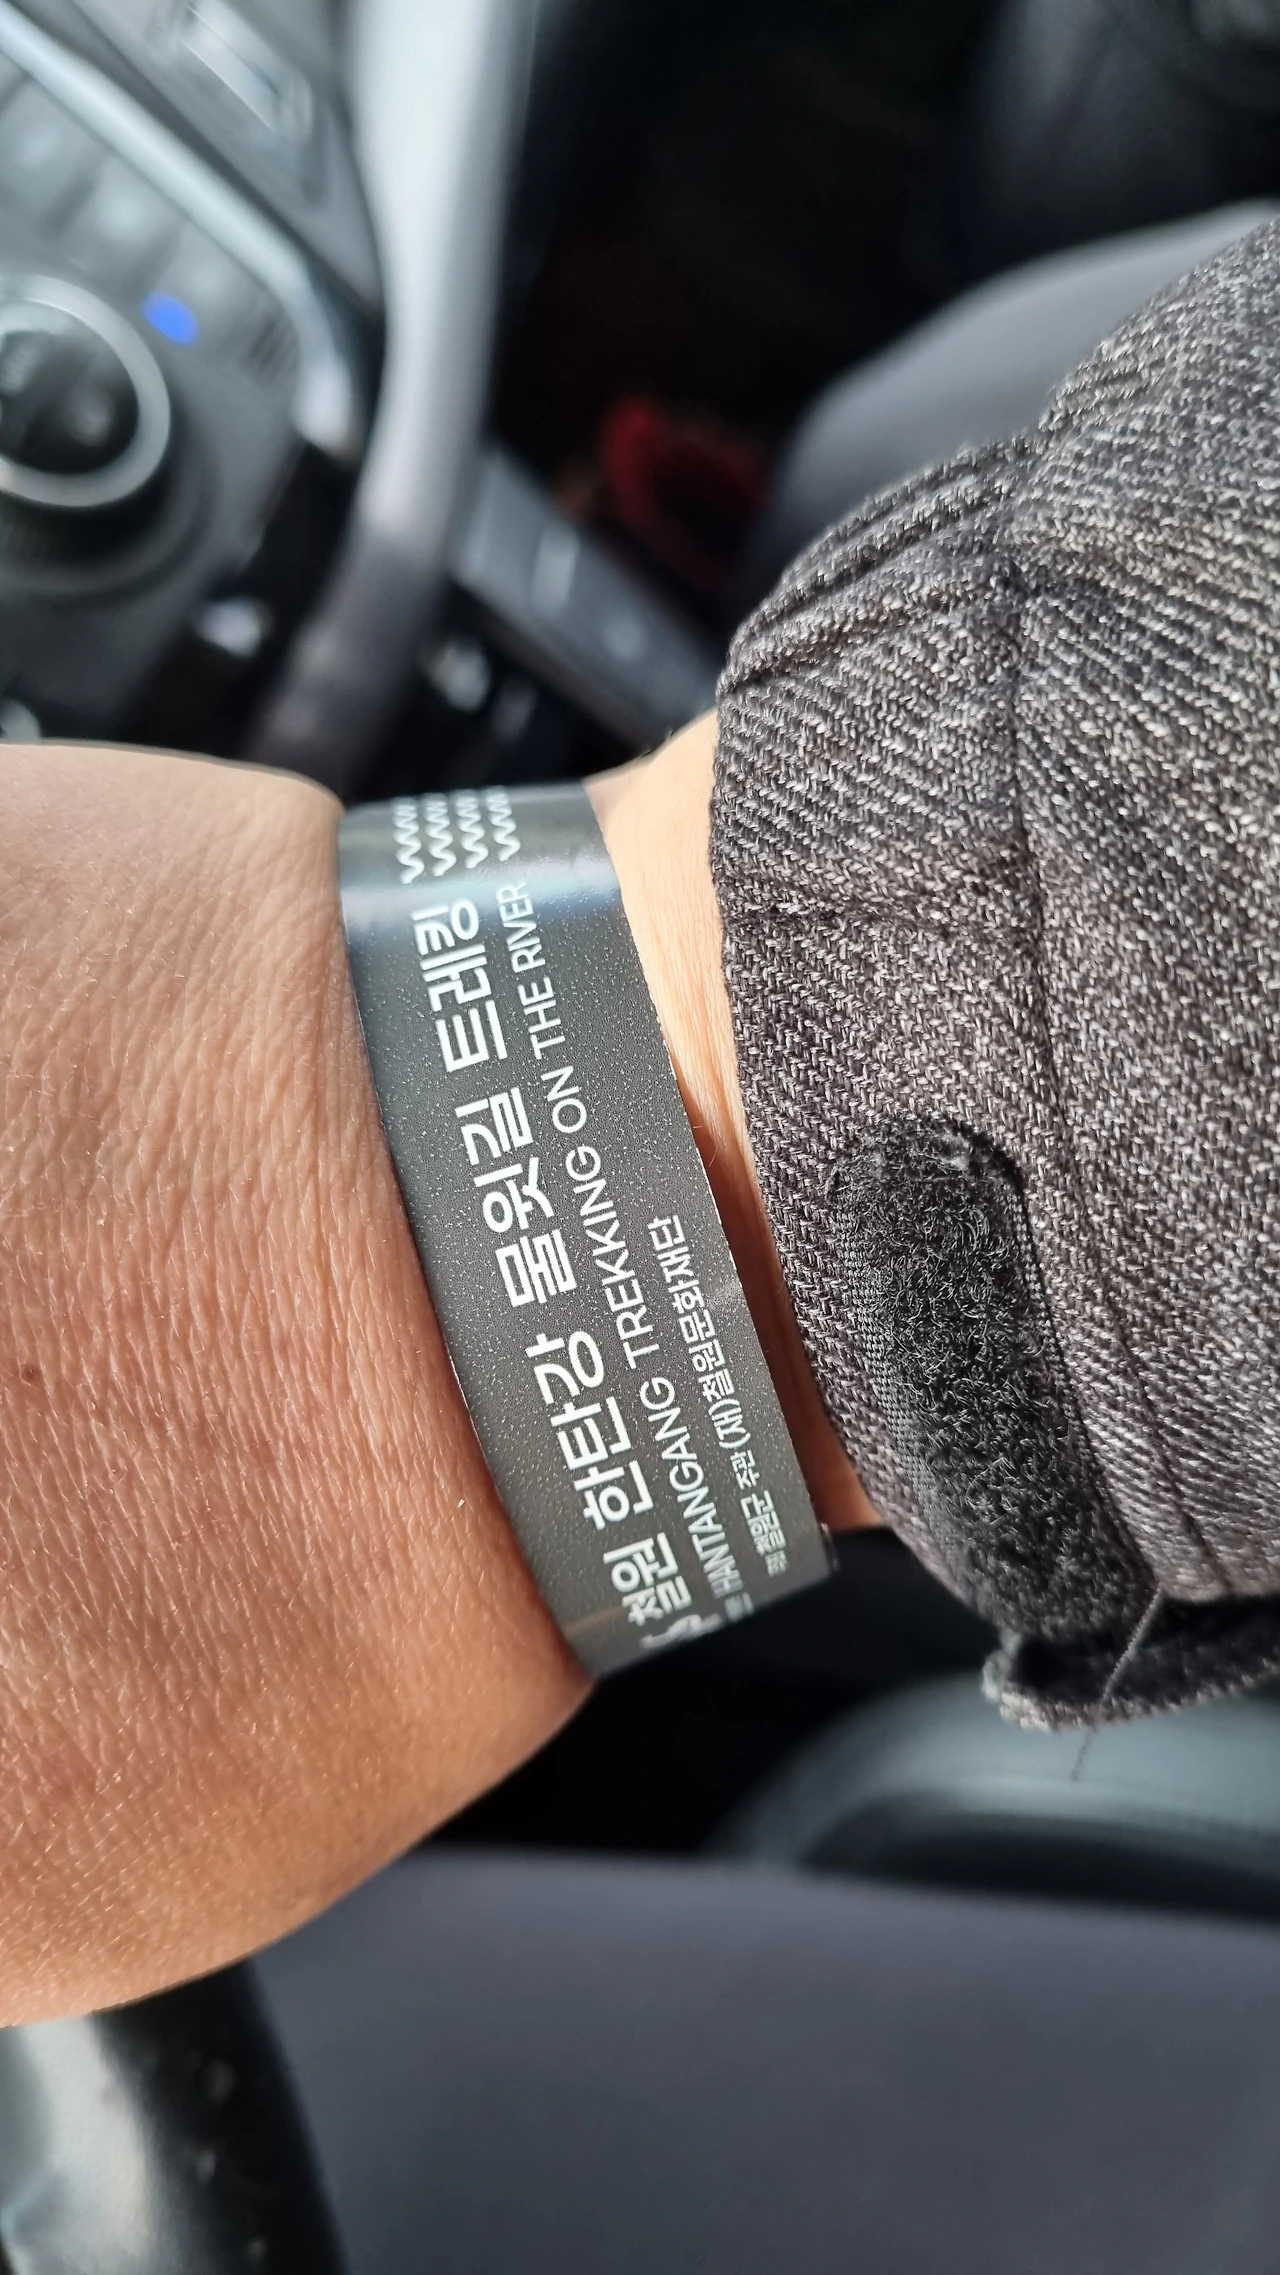 철원 한탄강 물윗길 트레킹
HANTANGANG TREKKING ON THE RIVER
철원군 주관 (재)철원문화재단